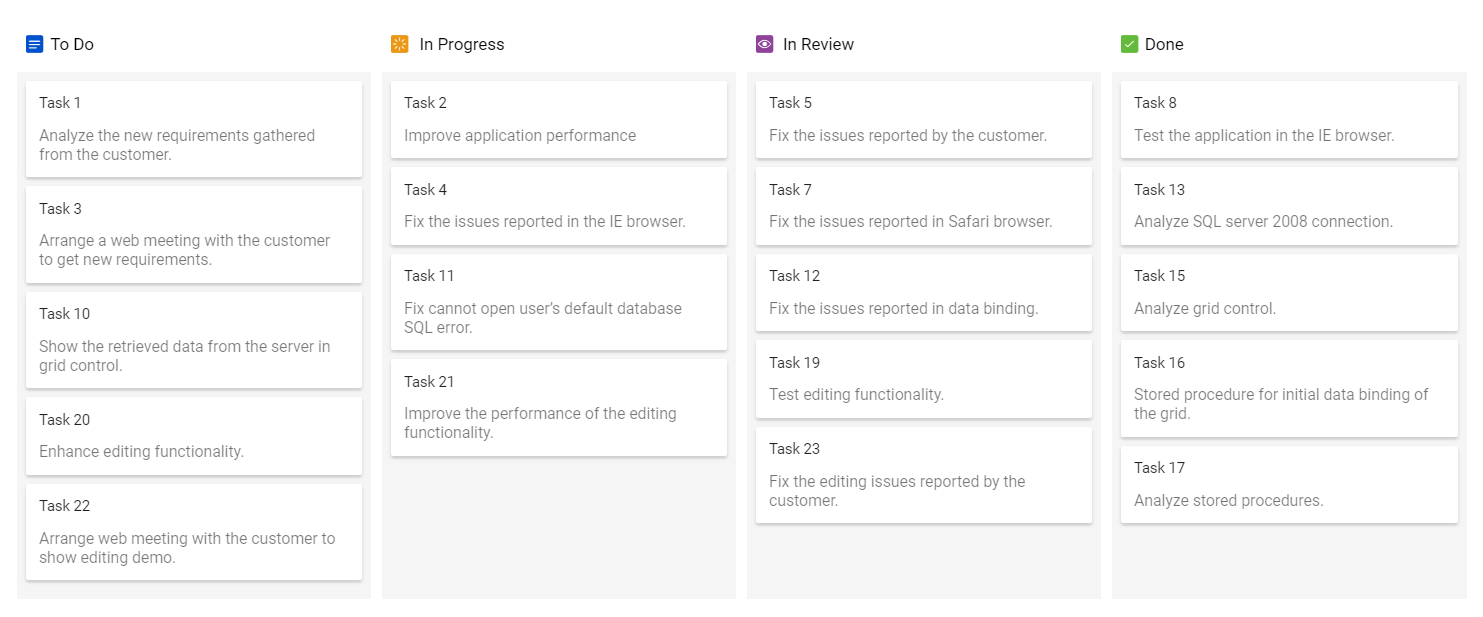 To Do
Task 1
Analyze the new requirements gathered
from the customer.
Task 3
Arrange a web meeting with the customer
to get new requirements.
Task 10
Show the retrieved data from the server in
grid control.
Task 20
Enhance editing functionality.
Task 22
Arrange web meeting with the customer to
show editing demo.
In Progress
Task 2
Improve application performance
Task 4
Fix the issues reported in the IE browser.
Task 11
Fix cannot open user's default database
SQL error.
Task 21
Improve the performance of the editing
functionality.
In Review
Task 5
Fix the issues reported by the customer.
Task 7
Fix the issues reported in Safari browser.
Task 12
Fix the issues reported in data binding.
Task 19
Test editing functionality.
Task 23
Fix the editing issues reported by the
customer.
Done
Task 8
Test the application in the IE browser.
Task 13
Analyze SQL server 2008 connection.
Task 15
Analyze grid control.
Task 16
Stored procedure for initial data binding of
the grid.
Task 17
Analyze stored procedures.